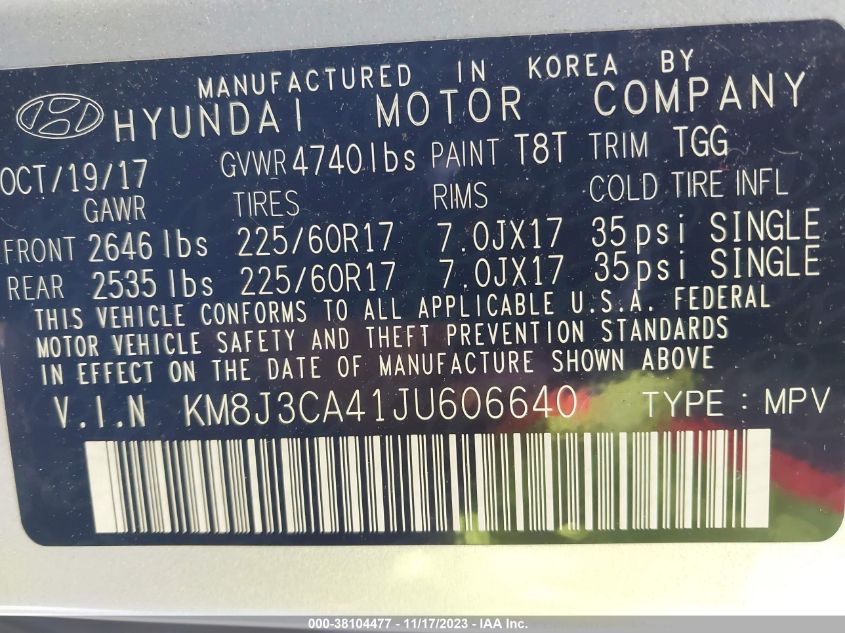 MANUFACTURED IN KOREA BY
HYUNDAI MOTOR COMPANY
OCT/19/17 GVWR 4740lbs PAINT T8T TRIM TGG
GAWR TIRES RIMS COLD TIRE INFL
FRONT 2646 lbs 225/60R17 7.0JX17 35psi SINGLE
REAR 2535 lbs 225/60R17 7.0JX17 35psi SINGLE
THIS VEHICLE CONFORMS TO ALL APPLICABLE U.S.A. FEDERAL
MOTOR VEHICLE SAFETY AND THEFT PREVENTION STANDARDS
IN EFFECT ON THE DATE OF MANUFACTURE SHOWN ABOVE
V.I.N KM8J3CA41JU606640 TYPE : MPV
000-38104477 - 11/17/2023 - IAA Inc.